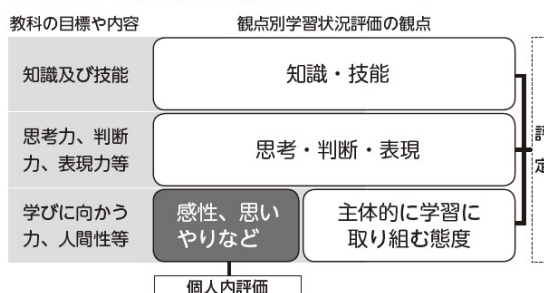 教科の目標や内容 観点別学習状況評価の観点
知識及び技能
知識・技能
思考力、判断
力、表現力等
思考・判断・表現
学びに向かう
力、人間性等
感性、思い
やりなど
主体的に学習に
取り組む態度
個人内評価